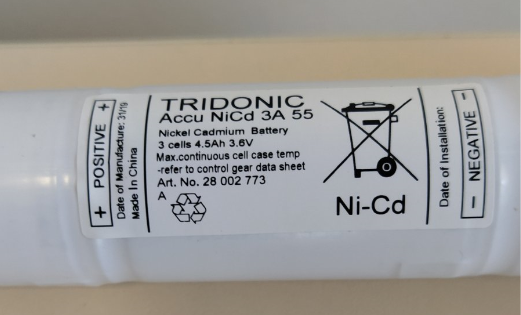 + POSITIVE +
Date of Manufacture: 31/19
Made In China
TRIDONIC
Accu NiCd 3A 55
Nickel Cadmium Battery
3 cells 4.5Ah 3.6V
Max.continuous cell case temp
-refer to control gear data sheet
Art. No. 28 002 773
A
Ni-Cd
Date of Installation:
- NEGATIVE -